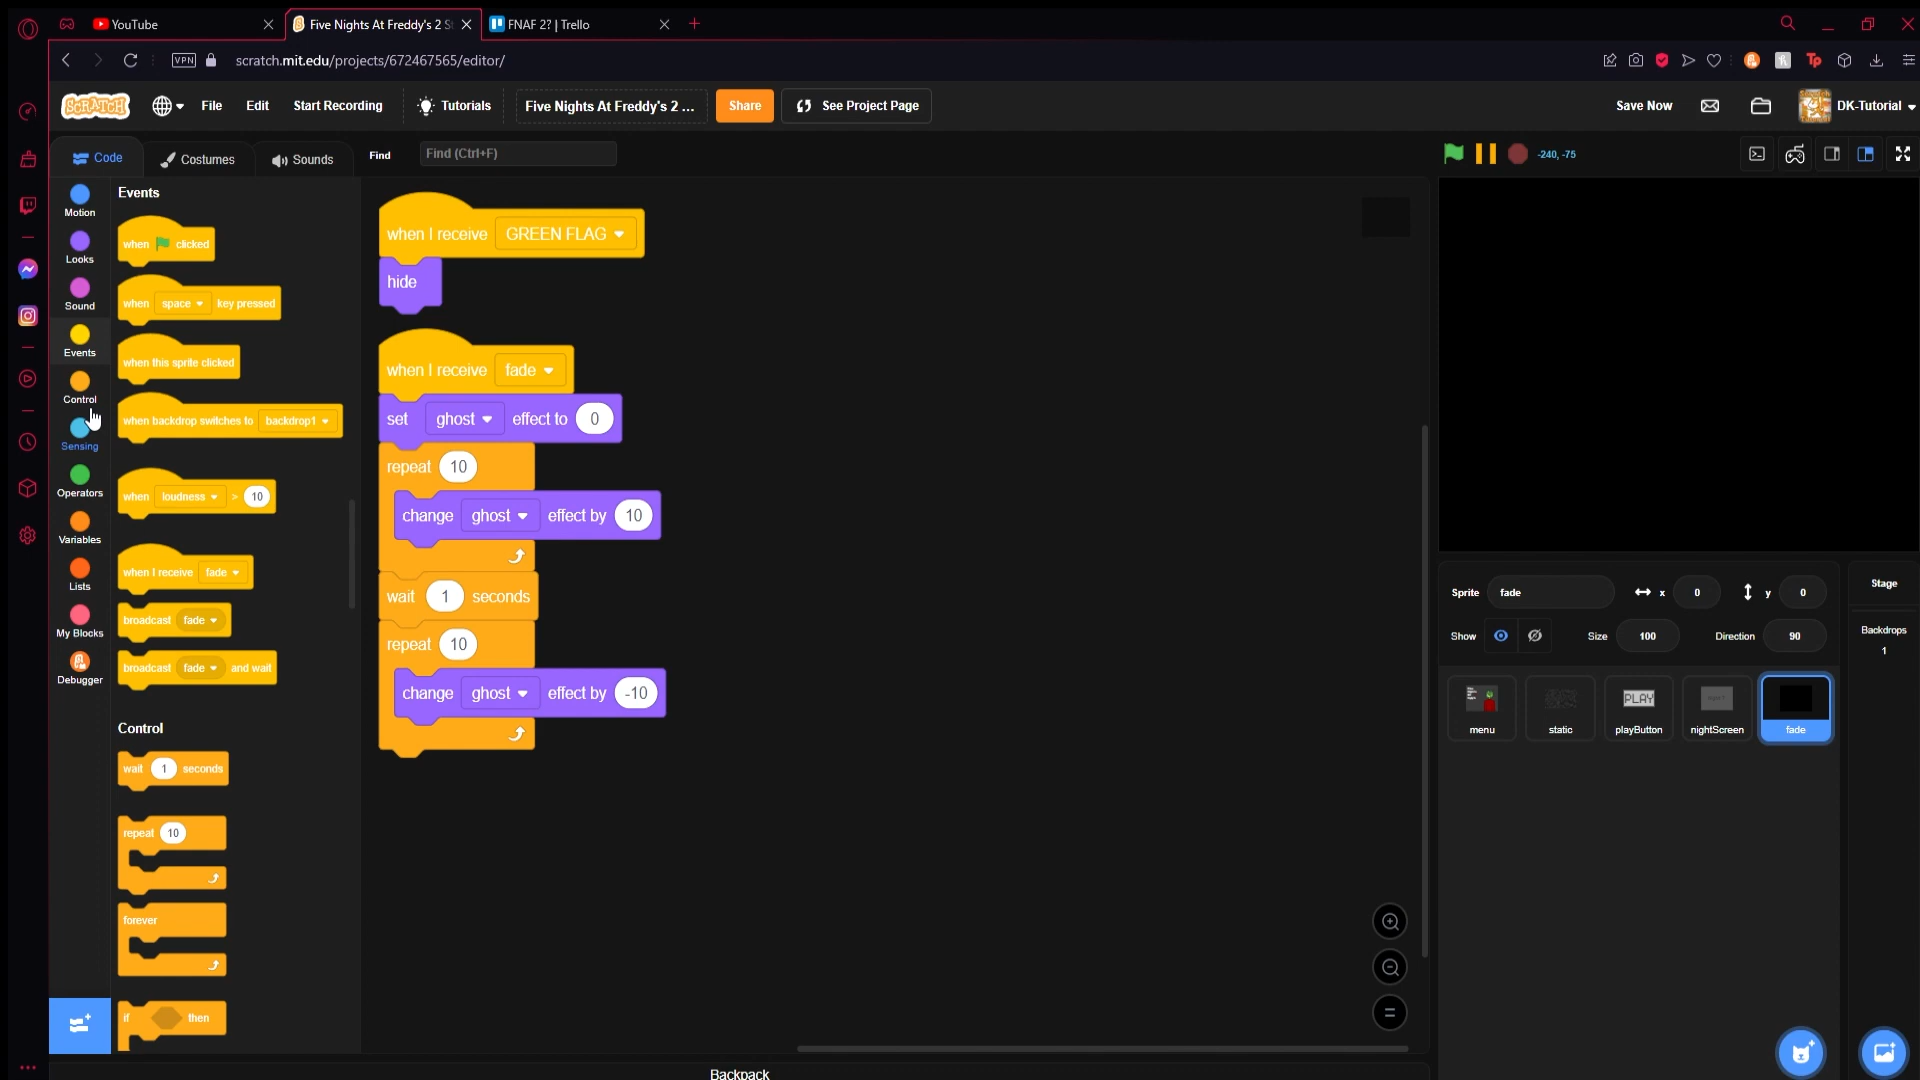 YouTube
Five Nights At Freddy's 2 S
FNAF 2? | Trello
VPN
scratch.mit.edu/projects/672467565/editor/
Tp
SCRATCH
File
Edit
Start Recording
Tutorials
Five Nights At Freddy's 2 ...
Share
See Project Page
Save Now
DK-Tutorial
Code
Costumes
Sounds
Find
Find (Ctrl+F)
-240, -75
Motion
Looks
Sound
Events
Control
Sensing
Operators
Variables
Lists
My Blocks
Debugger
Events
when clicked
when space key pressed
when this sprite clicked
when backdrop switches to backdrop1
when loudness > 10
when I receive fade
broadcast fade
broadcast fade and wait
Control
wait 1 seconds
repeat 10
forever
if then
when I receive GREEN FLAG
hide
when I receive fade
set ghost effect to 0
repeat 10
change ghost effect by 10
wait 1 seconds
repeat 10
change ghost effect by -10
Sprite fade x 0 y 0
Show Size 100 Direction 90
PLAY
menu
static
playButton
nightScreen
fade
Stage
Backdrops
1
Backpack